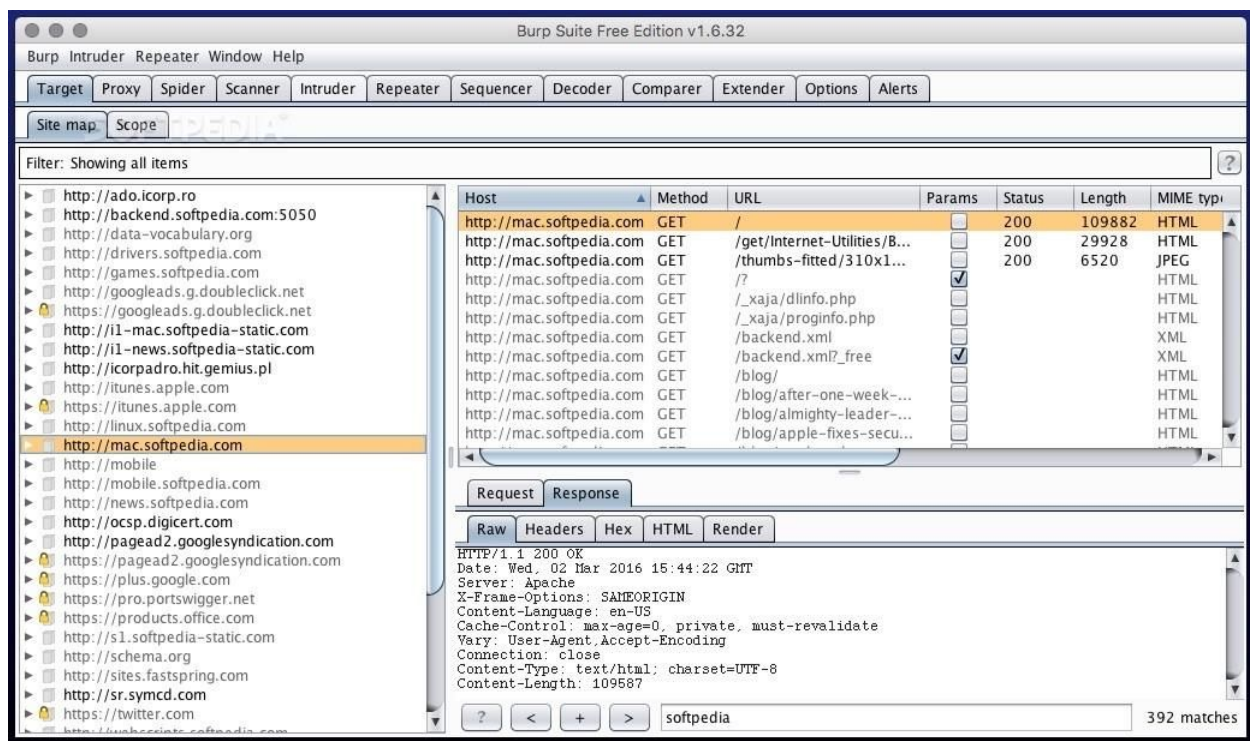 Burp Suite Free Edition v1.6.32
Burp Intruder Repeater Window Help
Target Proxy Spider Scanner Intruder Repeater Sequencer Decoder Comparer Extender Options Alerts
Site map Scope
SOFTPEDIA
Filter: Showing all items
?
http://ado.icorp.ro
http://backend.softpedia.com:5050
http://data-vocabulary.org
http://drivers.softpedia.com
http://games.softpedia.com
http://googleads.g.doubleclick.net
https://googleads.g.doubleclick.net
http://i1-mac.softpedia-static.com
http://i1-news.softpedia-static.com
http://icorpadro.hit.gemius.pl
http://itunes.apple.com
https://itunes.apple.com
http://linux.softpedia.com
http://mac.softpedia.com
http://mobile
http://mobile.softpedia.com
http://news.softpedia.com
http://ocsp.digicert.com
http://pagead2.googlesyndication.com
https://pagead2.googlesyndication.com
https://plus.google.com
https://pro.portswigger.net
https://products.office.com
http://s1.softpedia-static.com
http://schema.org
http://sites.fastspring.com
http://sr.symcd.com
https://twitter.com
Host Method URL Params Status Length MIME typ
http://mac.softpedia.com GET / 200 109882 HTML
http://mac.softpedia.com GET /get/Internet-Utilities/B... 200 29928 HTML
http://mac.softpedia.com GET /thumbs-fitted/310x1... 200 6520 JPEG
http://mac.softpedia.com GET /? HTML
http://mac.softpedia.com GET /_xaja/dlinfo.php HTML
http://mac.softpedia.com GET /_xaja/proginfo.php HTML
http://mac.softpedia.com GET /backend.xml XML
http://mac.softpedia.com GET /backend.xml?_free XML
http://mac.softpedia.com GET /blog/ HTML
http://mac.softpedia.com GET /blog/after-one-week-... HTML
http://mac.softpedia.com GET /blog/almighty-leader-... HTML
http://mac.softpedia.com GET /blog/apple-fixes-secu... HTML
Request Response
Raw Headers Hex HTML Render
HTTP/1.1 200 OK
Date: Wed, 02 Mar 2016 15:44:22 GMT
Server: Apache
X-Frame-Options: SAMEORIGIN
Content-Language: en-US
Cache-Control: max-age=0, private, must-revalidate
Vary: User-Agent,Accept-Encoding
Connection: close
Content-Type: text/html; charset=UTF-8
Content-Length: 109587
? < + > softpedia 392 matches